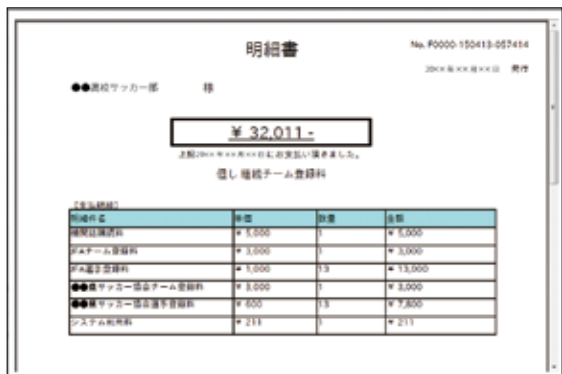 明細書
No. F0000-150413-057414
20××年××月××日 発行
●●高校サッカー部 様
¥ 32,011 -
上記20××年××月××日にお支払い頂きました。
但し 継続チーム登録料
【支払明細】
明細件名 単価 数量 金額
機関誌購読料 ¥ 5,000 1 ¥ 5,000
JFAチーム登録料 ¥ 3,000 1 ¥ 3,000
JFA選手登録料 ¥ 1,000 13 ¥ 13,000
●●県サッカー協会チーム登録料 ¥ 3,000 1 ¥ 3,000
●●県サッカー協会選手登録料 ¥ 600 13 ¥ 7,800
システム利用料 ¥ 211 1 ¥ 211